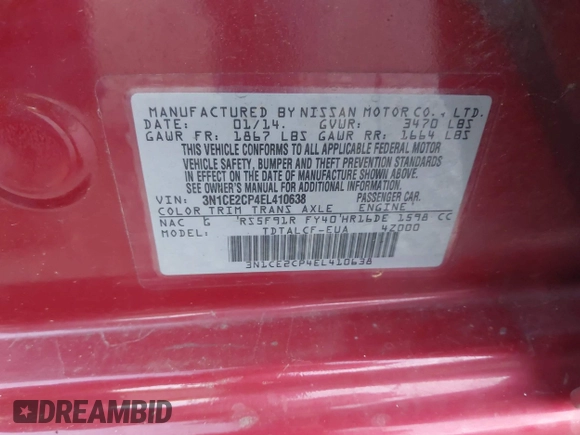 MANUFACTURED BY NISSAN MOTOR CO., LTD.
DATE: 01/14. GVWR: 3470 LBS
GAWR FR: 1867 LBS GAWR RR: 1664 LBS
THIS VEHICLE CONFORMS TO ALL APPLICABLE FEDERAL MOTOR
VEHICLE SAFETY, BUMPER AND THEFT PREVENTION STANDARDS
IN EFFECT ON THE DATE OF MANUFACTURE SHOWN ABOVE.
SEE OWNER'S MANUAL FOR ADDITIONAL INFORMATION.
VIN: 3N1CE2CP4EL410638 PASSENGER CAR.
COLOR TRIM TRANS AXLE ENGINE
NAC G RS5F91R FY40 HR16DE 1598 CC
MODEL: TDTALCF-EUA 4Z000
3N1CE2CP4EL410638
DREAMBID